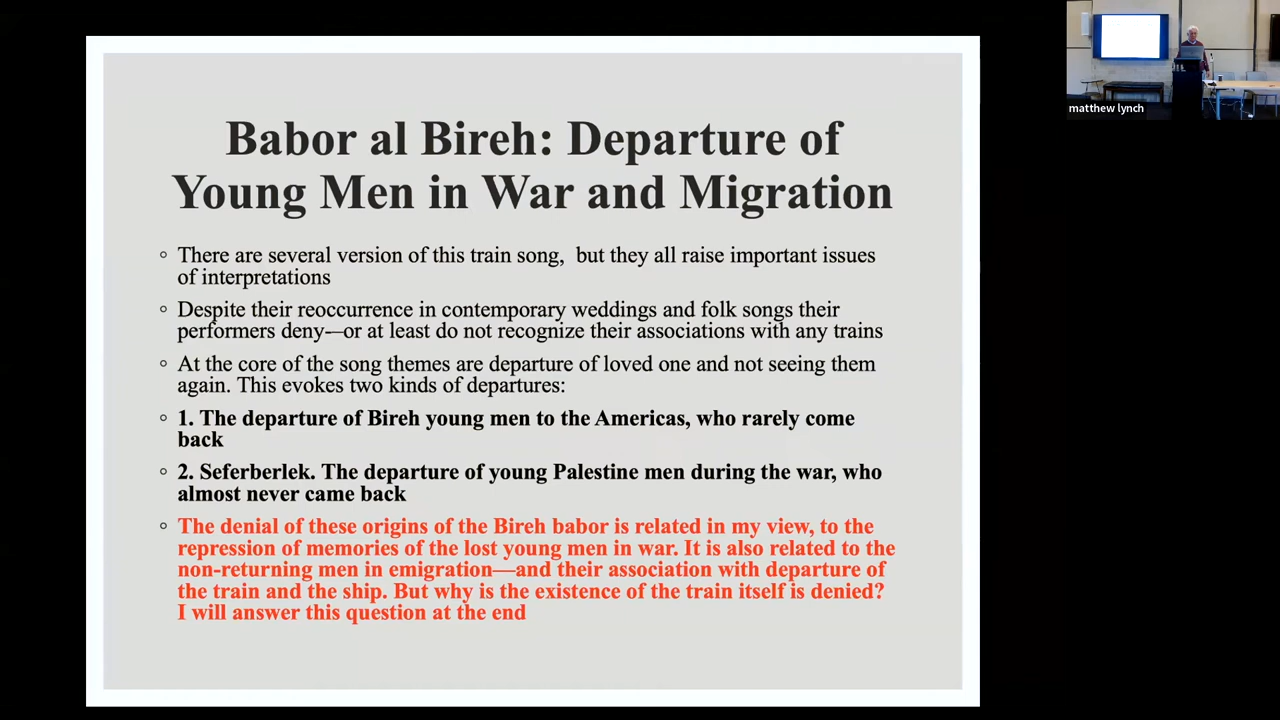 Babor al Bireh: Departure of
Young Men in War and Migration
There are several version of this train song, but they all raise important issues
of interpretations
Despite their reoccurrence in contemporary weddings and folk songs their
performers deny—or at least do not recognize their associations with any trains
At the core of the song themes are departure of loved one and not seeing them
again. This evokes two kinds of departures:
1. The departure of Bireh young men to the Americas, who rarely come
back
2. Seferberlek. The departure of young Palestine men during the war, who
almost never came back
The denial of these origins of the Bireh babor is related in my view, to the
repression of memories of the lost young men in war. It is also related to the
non-returning men in emigration—and their association with departure of
the train and the ship. But why is the existence of the train itself is denied?
I will answer this question at the end
matthew lynch